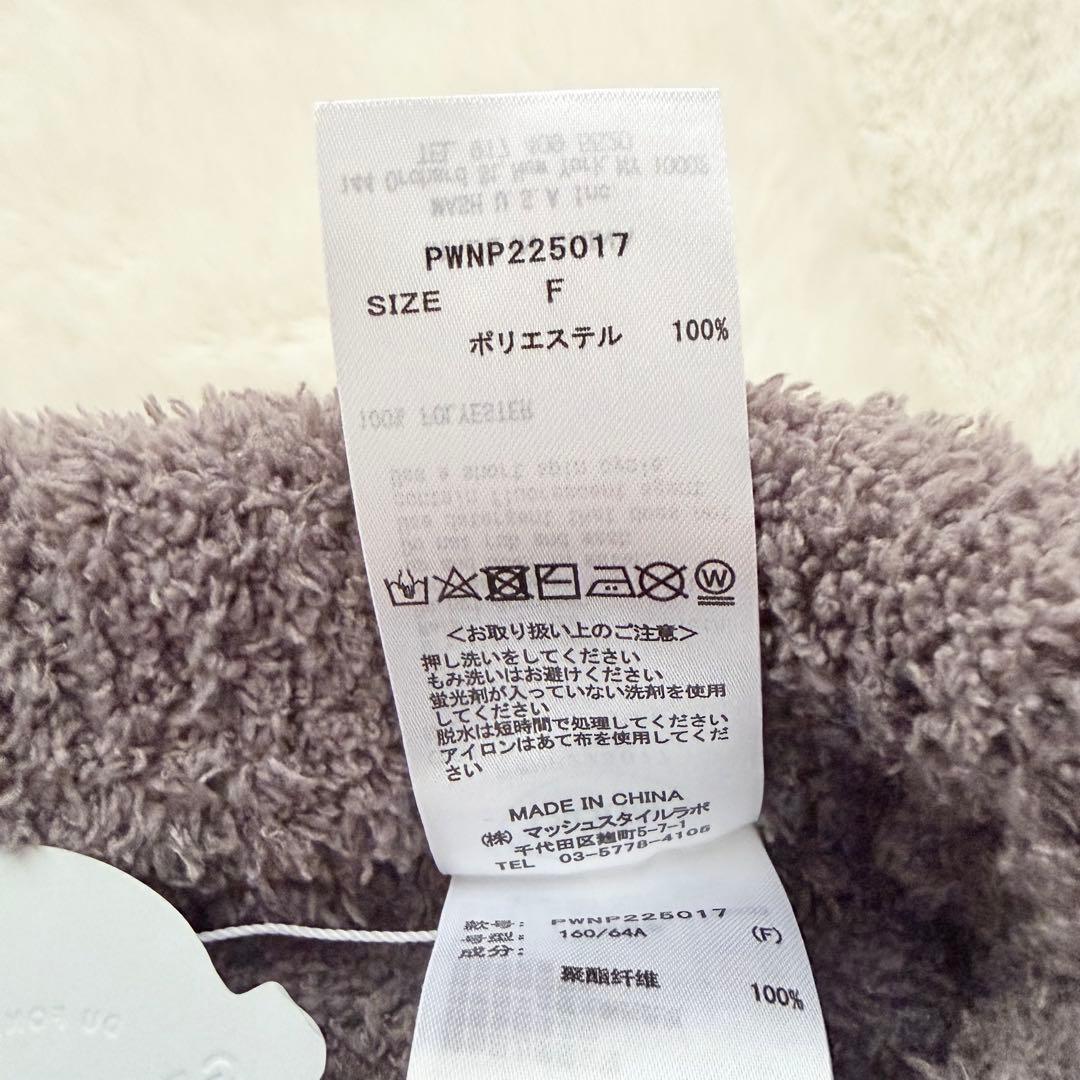 PWNP225017
SIZE F
ポリエステル 100%
W
<お取り扱い上のご注意>
押し洗いをしてください
もみ洗いはお避けください
蛍光剤が入っていない洗剤を使用
してください
脱水は短時間で処理してください
アイロンはあて布を使用してくだ
さい
MADE IN CHINA
(株) マッシュスタイルラボ
千代田区麹町5-7-1
TEL 03-5778-4105
款号: PWNP225017
号型: 160/64A (F)
成分:
聚酯纤维 100%